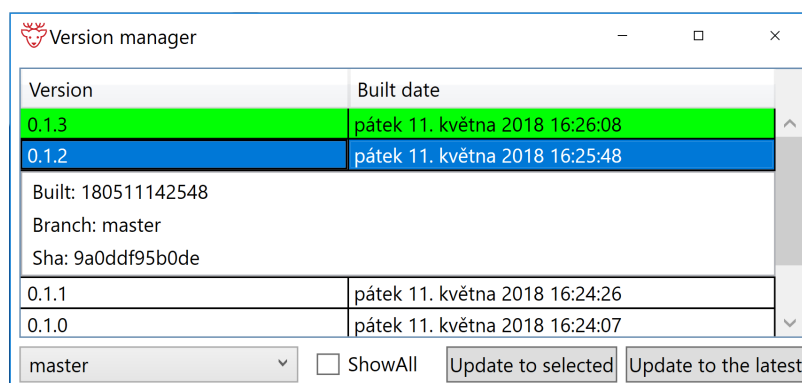 Version manager
Version Built date
0.1.3 pátek 11. května 2018 16:26:08
0.1.2 pátek 11. května 2018 16:25:48
Built: 180511142548
Branch: master
Sha: 9a0ddf95b0de
0.1.1 pátek 11. května 2018 16:24:26
0.1.0 pátek 11. května 2018 16:24:07
master ShowAll Update to selected Update to the latest